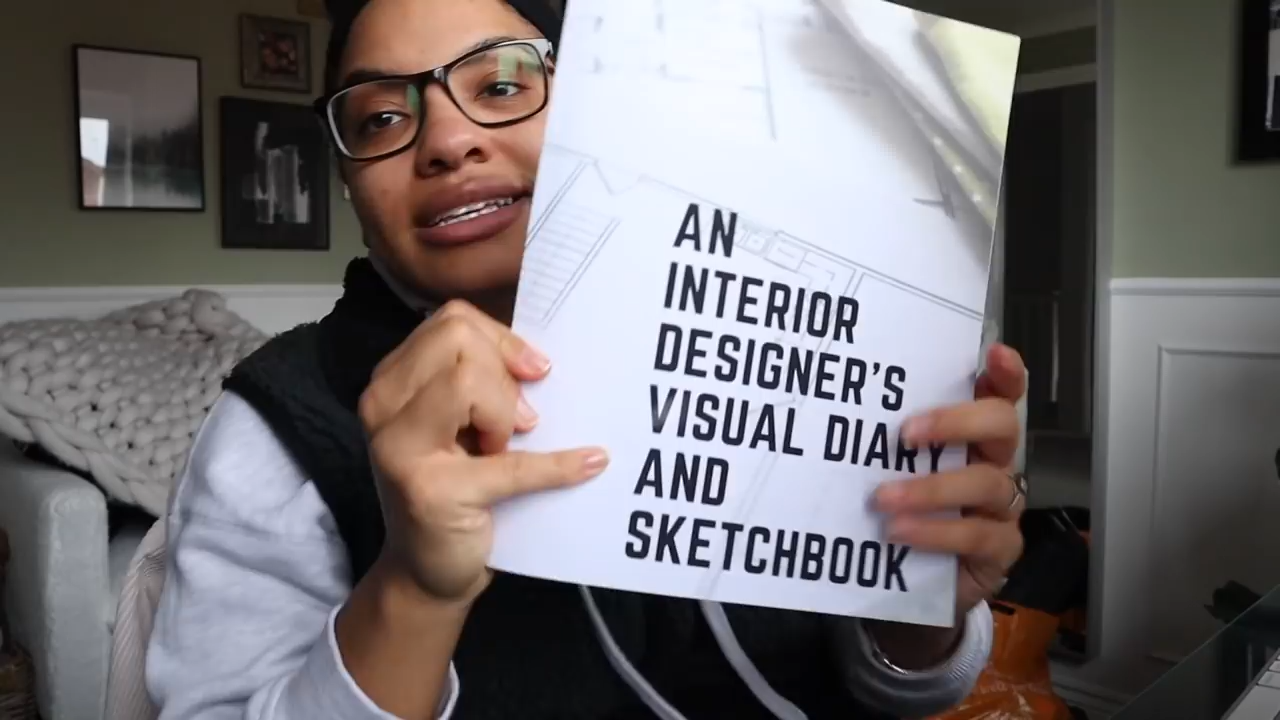 AN
INTERIOR
DESIGNER'S
VISUAL DIARY
AND
SKETCHBOOK